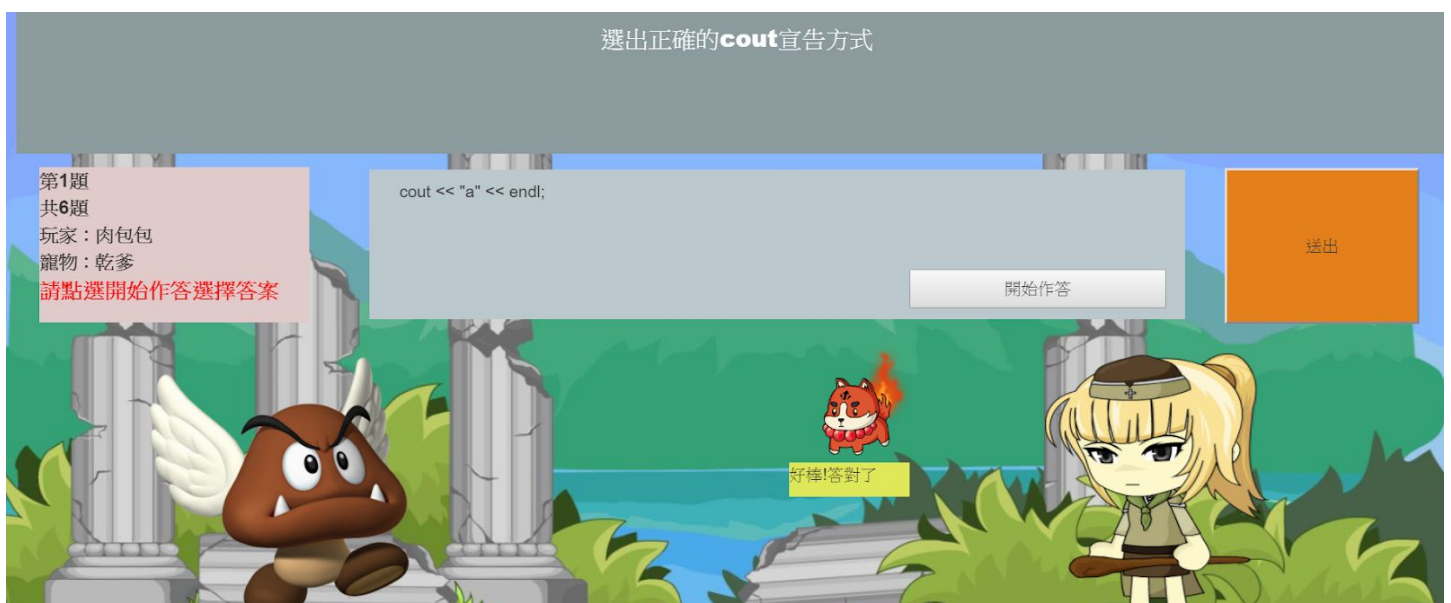 選出正確的cout宣告方式
第1題
共6題
玩家：肉包包
寵物：乾爹
請點選開始作答選擇答案
cout << "a" << endl;
開始作答
送出
好棒!答對了